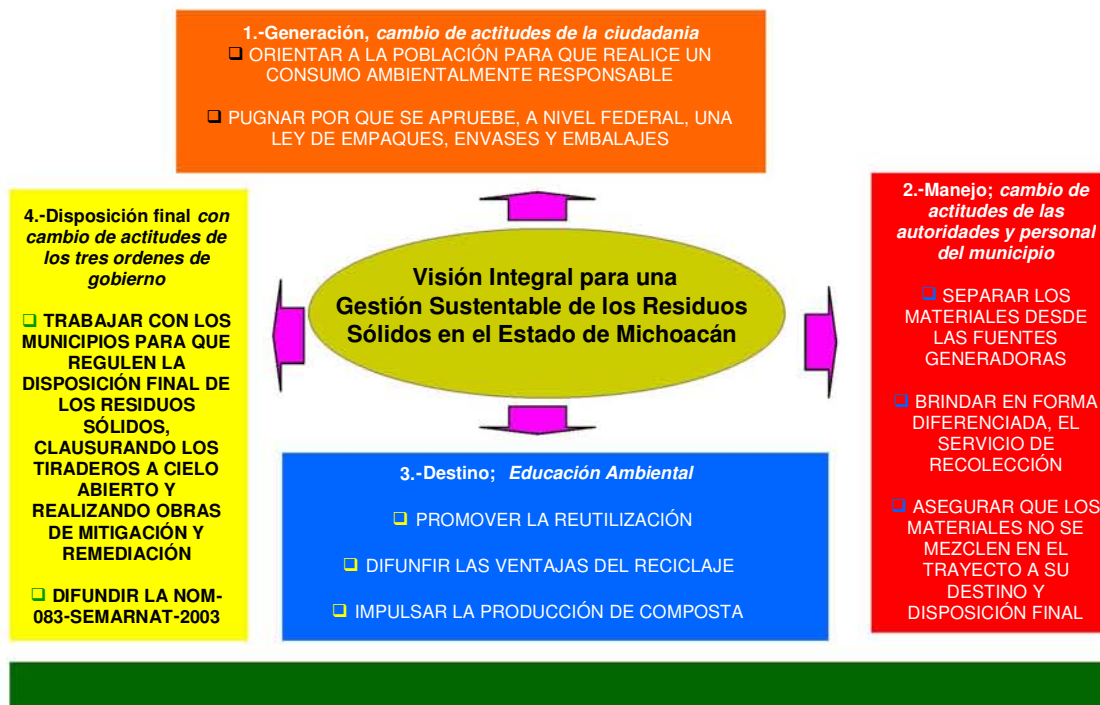 1.-Generación, cambio de actitudes de la ciudadania
❑ ORIENTAR A LA POBLACIÓN PARA QUE REALICE UN
CONSUMO AMBIENTALMENTE RESPONSABLE
❑ PUGNAR POR QUE SE APRUEBE, A NIVEL FEDERAL, UNA
LEY DE EMPAQUES, ENVASES Y EMBALAJES
2.-Manejo; cambio de
actitudes de las
autoridades y personal
del municipio
❑ SEPARAR LOS
MATERIALES DESDE
LAS FUENTES
GENERADORAS
❑ BRINDAR EN FORMA
DIFERENCIADA, EL
SERVICIO DE
RECOLECCIÓN
❑ ASEGURAR QUE LOS
MATERIALES NO SE
MEZCLEN EN EL
TRAYECTO A SU
DESTINO Y
DISPOSICIÓN FINAL
Visión Integral para una
Gestión Sustentable de los Residuos
Sólidos en el Estado de Michoacán
3.-Destino; Educación Ambiental
❑ PROMOVER LA REUTILIZACIÓN
❑ DIFUNFIR LAS VENTAJAS DEL RECICLAJE
❑ IMPULSAR LA PRODUCCIÓN DE COMPOSTA
4.-Disposición final con
cambio de actitudes de
los tres ordenes de
gobierno
❑ TRABAJAR CON LOS
MUNICIPIOS PARA QUE
REGULEN LA
DISPOSICIÓN FINAL DE
LOS RESIDUOS
SÓLIDOS,
CLAUSURANDO LOS
TIRADEROS A CIELO
ABIERTO Y
REALIZANDO OBRAS
DE MITIGACIÓN Y
REMEDIACIÓN
❑ DIFUNDIR LA NOM-
083-SEMARNAT-2003